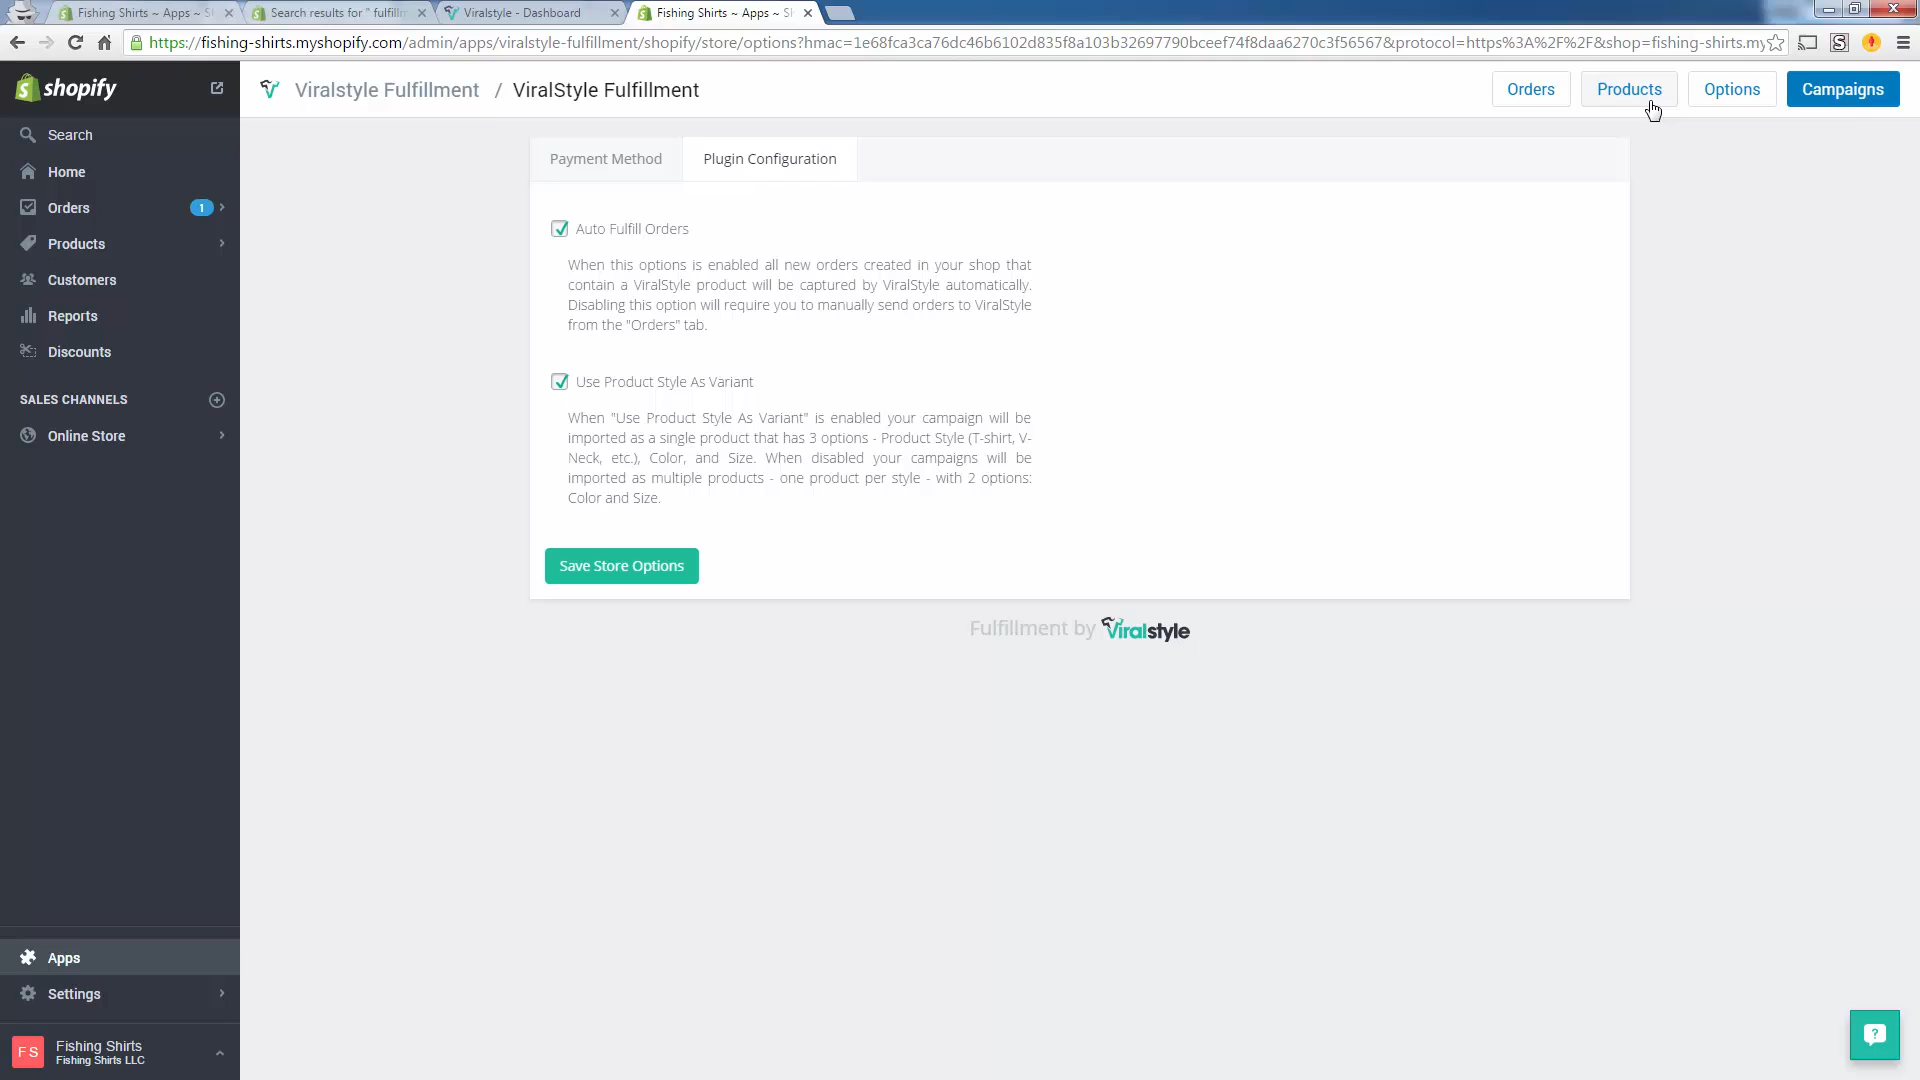 Fishing Shirts ~ Apps ~ S
Search results for " fulfillm
Viralstyle - Dashboard
Fishing Shirts ~ Apps ~ Sh
https://fishing-shirts.myshopify.com/admin/apps/viralstyle-fulfillment/shopify/store/options?hmac=1e68fca3ca76dc46b6102d835f8a103b32697790bceef74f8daa6270c3f56567&protocol=https%3A%2F%2F&shop=fishing-shirts.my
shopify
Viralstyle Fulfillment / ViralStyle Fulfillment
Orders
Products
Options
Campaigns
Search
Home
Orders 1
Products
Customers
Reports
Discounts
SALES CHANNELS
Online Store
Apps
Settings
FS
Fishing Shirts
Fishing Shirts LLC
Payment Method
Plugin Configuration
Auto Fulfill Orders
When this options is enabled all new orders created in your shop that
contain a ViralStyle product will be captured by ViralStyle automatically.
Disabling this option will require you to manually send orders to ViralStyle
from the "Orders" tab.
Use Product Style As Variant
When "Use Product Style As Variant" is enabled your campaign will be
imported as a single product that has 3 options - Product Style (T-shirt, V-
Neck, etc.), Color, and Size. When disabled your campaigns will be
imported as multiple products - one product per style - with 2 options:
Color and Size.
Save Store Options
Fulfillment by Viralstyle